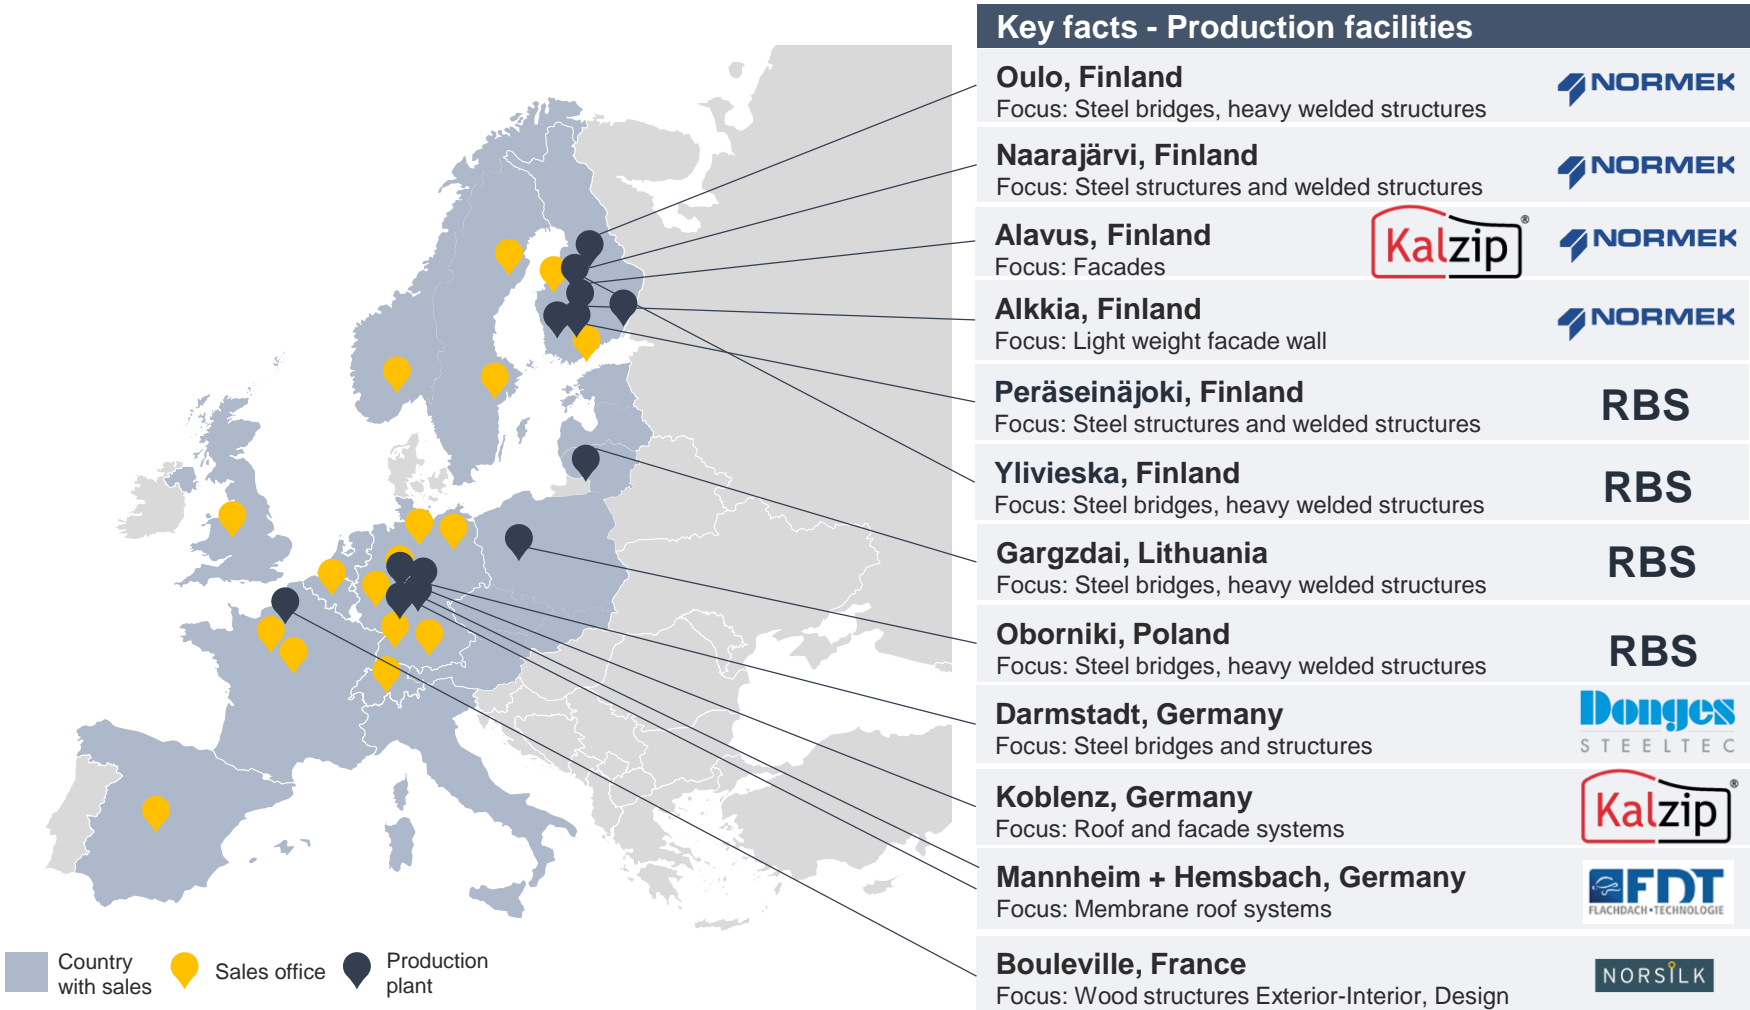 Key facts - Production facilities
Oulo, Finland
Focus: Steel bridges, heavy welded structures
NORMEK
Naarajärvi, Finland
Focus: Steel structures and welded structures
NORMEK
Alavus, Finland
Focus: Facades
Kalzip®
NORMEK
Alkkia, Finland
Focus: Light weight facade wall
NORMEK
Peräseinäjoki, Finland
Focus: Steel structures and welded structures
RBS
Ylivieska, Finland
Focus: Steel bridges, heavy welded structures
RBS
Gargzdai, Lithuania
Focus: Steel bridges, heavy welded structures
RBS
Oborniki, Poland
Focus: Steel bridges, heavy welded structures
RBS
Darmstadt, Germany
Focus: Steel bridges and structures
Donges
STEELTEC
Koblenz, Germany
Focus: Roof and facade systems
Kalzip®
Mannheim + Hemsbach, Germany
Focus: Membrane roof systems
FDT
FLACHDACH•TECHNOLOGIE
Bouleville, France
Focus: Wood structures Exterior-Interior, Design
NORSILK
Country
with sales
Sales office
Production
plant